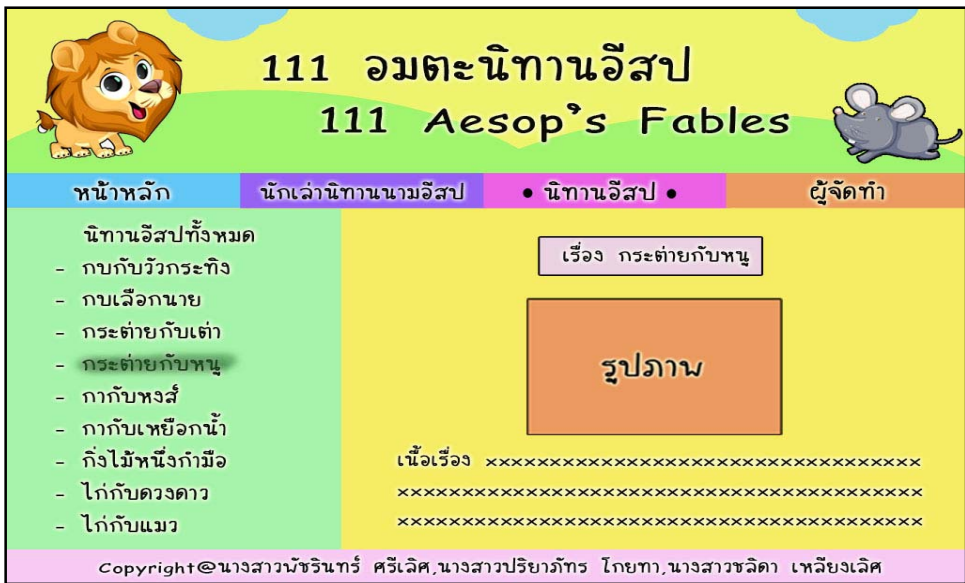 111 อมตะนิทานอีสป
111 Aesop's Fables
หน้าหลัก
นักเล่านิทานนามอีสป
• นิทานอีสป •
ผู้จัดทำ
นิทานอีสปทั้งหมด
- กบกับวัวกระทิง
- กบเลือกนาย
- กระต่ายกับเต่า
- กระต่ายกับหนู
- กากับหงส์
- กากับเหยือกน้ำ
- กิ่งไม้หนึ่งกำมือ
- ไก่กับดวงดาว
- ไก่กับแมว
เรื่อง กระต่ายกับหนู
รูปภาพ
เนื้อเรื่อง xxxxxxxxxxxxxxxxxxxxxxxxxxxxxxxxxx
xxxxxxxxxxxxxxxxxxxxxxxxxxxxxxxxxxxxxxxxx
xxxxxxxxxxxxxxxxxxxxxxxxxxxxxxxxxxxxxxxxx
Copyright@นางสาวนัชรินทร์ ศรีเลิศ,นางสาวปริยาภัทร โกยทา,นางสาวชลิดา เหลียงเลิศ